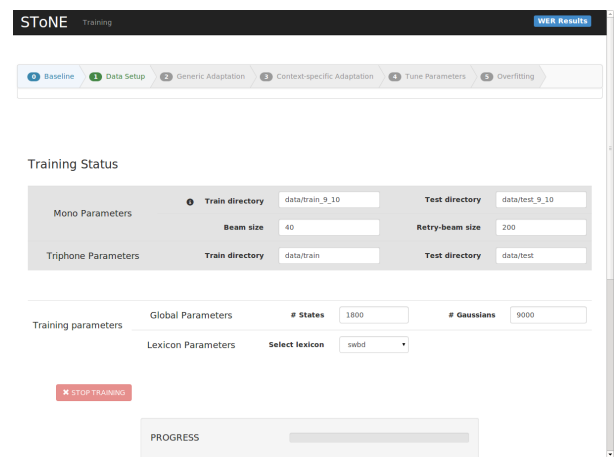 SToNE Training WER Results
0 Baseline 1 Data Setup 2 Generic Adaptation 3 Context-specific Adaptation 4 Tune Parameters 5 Overfitting
Training Status
Mono Parameters
Train directory data/train_9_10 Test directory data/test_9_10
Beam size 40 Retry-beam size 200
Triphone Parameters Train directory data/train Test directory data/test
Training parameters
Global Parameters # States 1800 # Gaussians 9000
Lexicon Parameters Select lexicon swbd
✖ STOP TRAINING
PROGRESS